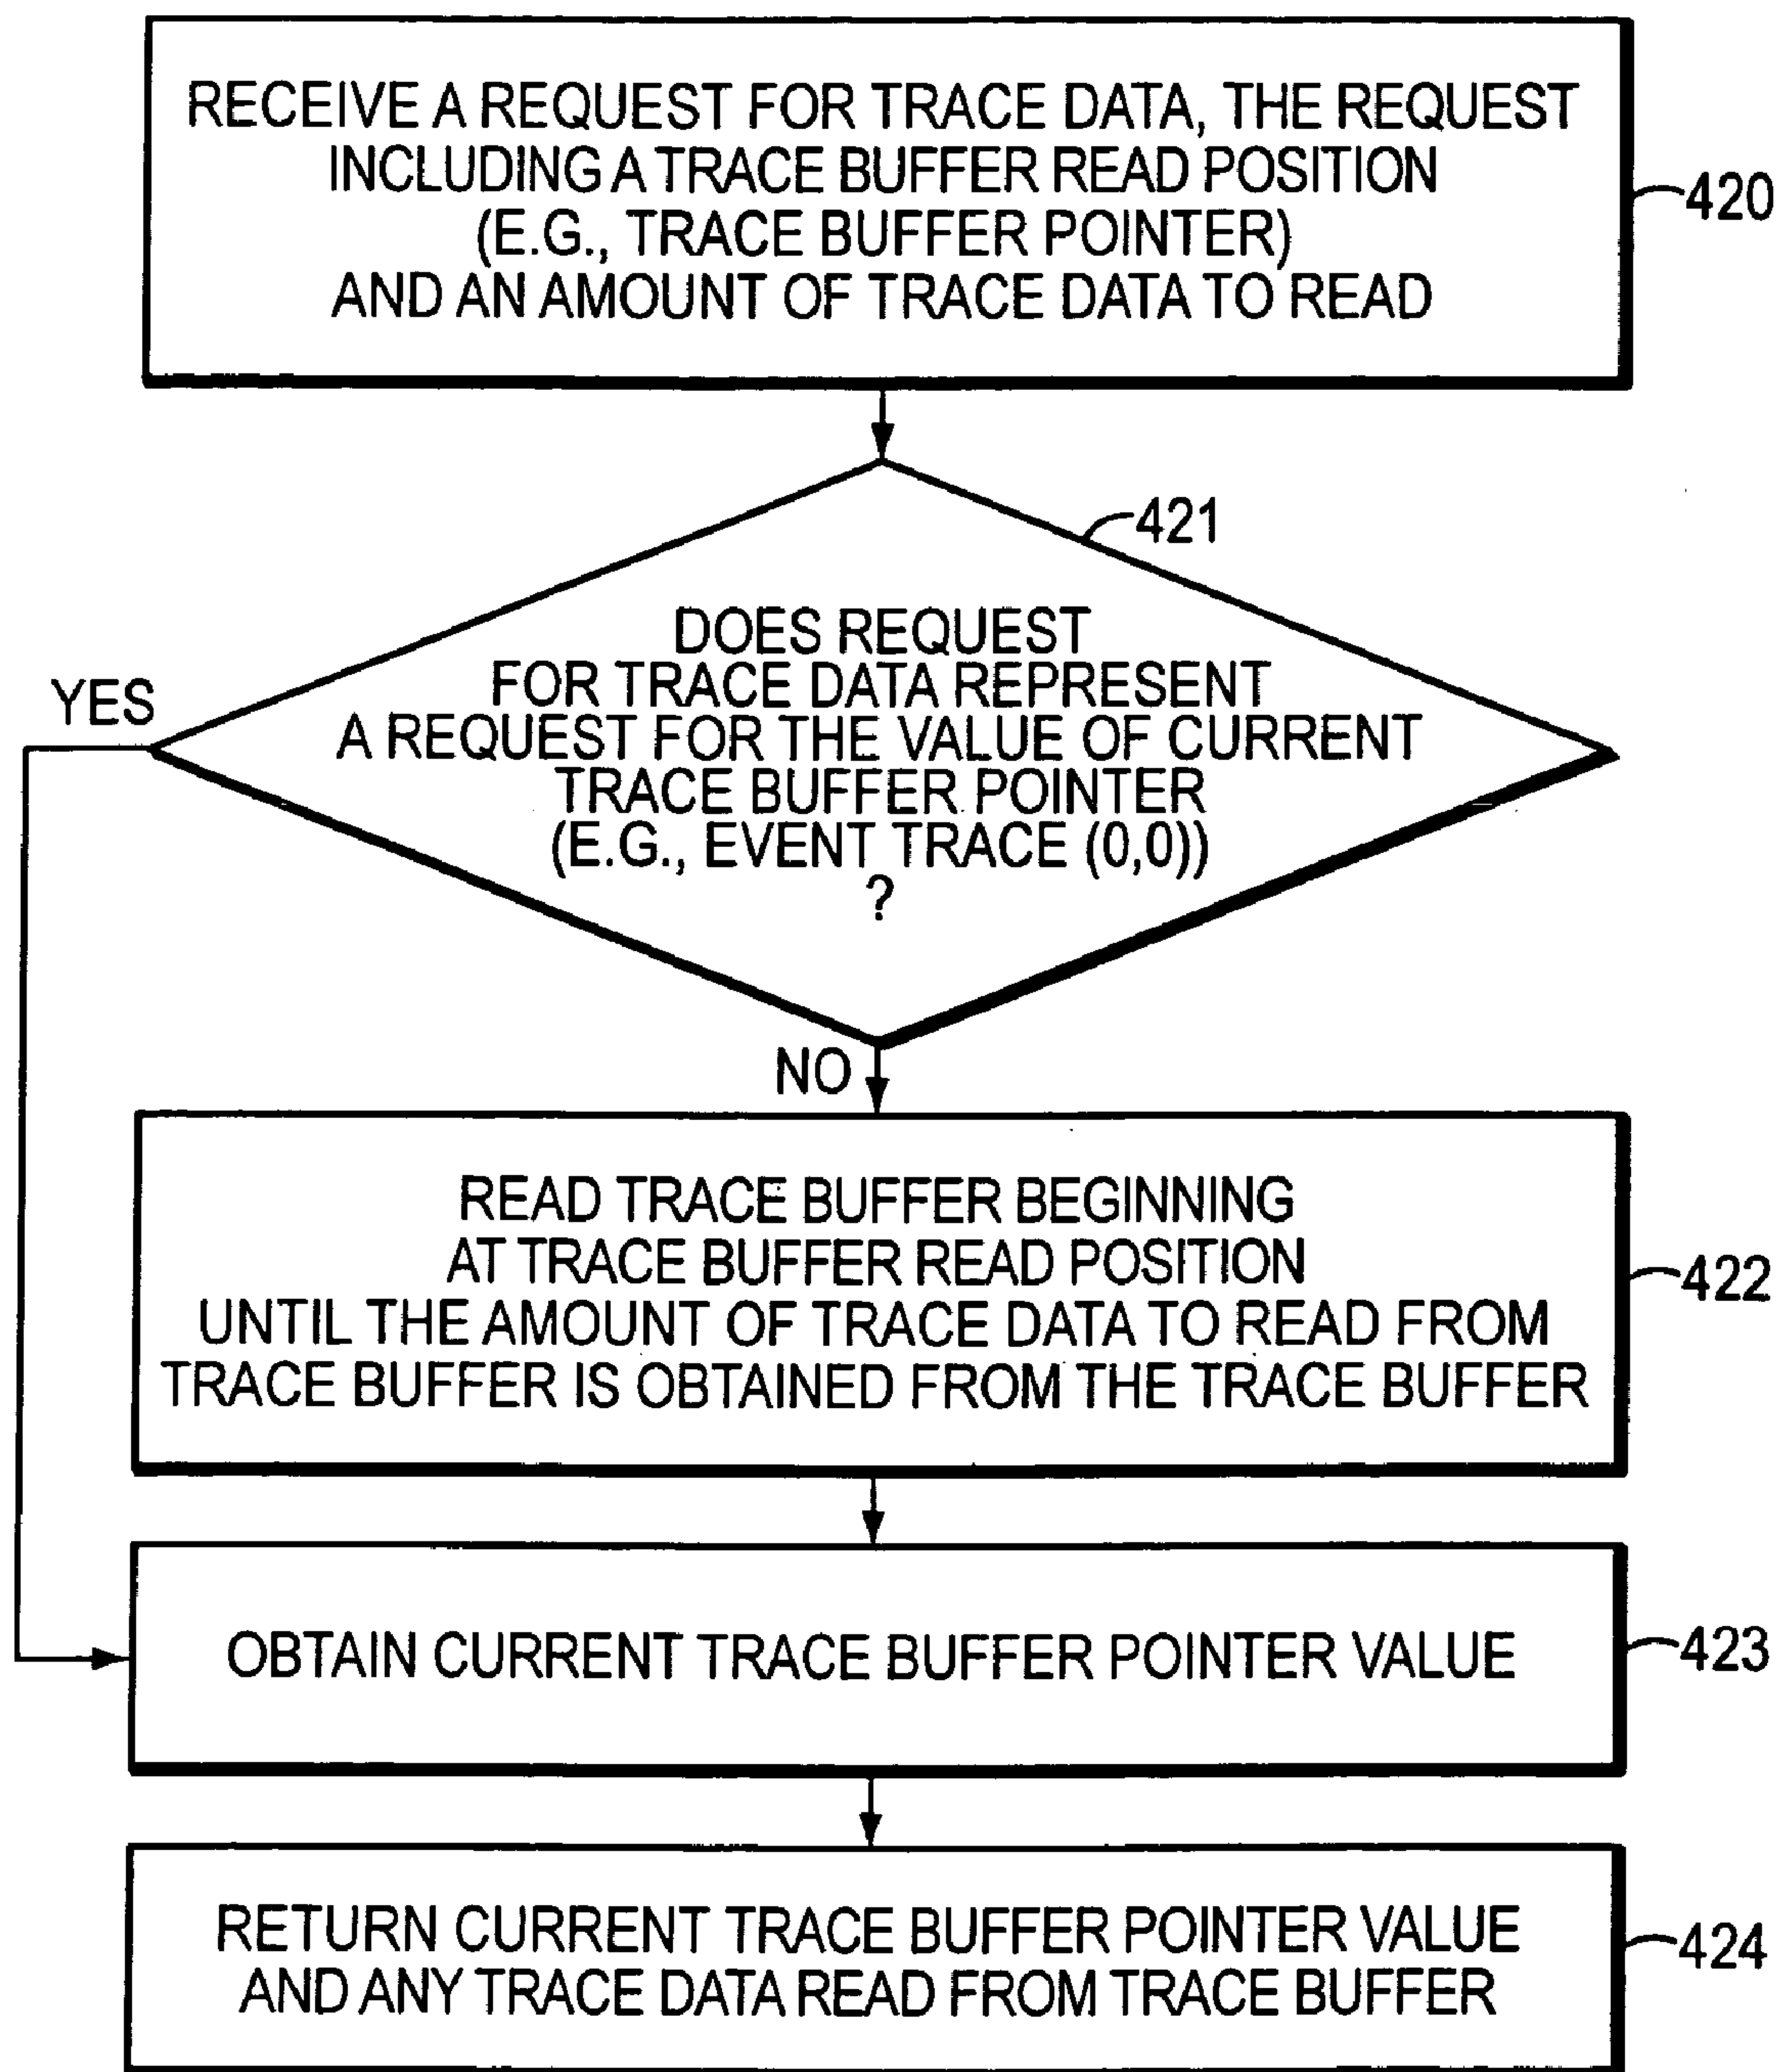 RECEIVE A REQUEST FOR TRACE DATA, THE REQUEST
INCLUDING A TRACE BUFFER READ POSITION
(E.G., TRACE BUFFER POINTER)
AND AN AMOUNT OF TRACE DATA TO READ
420
421
DOES REQUEST
FOR TRACE DATA REPRESENT
A REQUEST FOR THE VALUE OF CURRENT
TRACE BUFFER POINTER
(E.G., EVENT TRACE (0,0))
?
YES
NO
READ TRACE BUFFER BEGINNING
AT TRACE BUFFER READ POSITION
UNTIL THE AMOUNT OF TRACE DATA TO READ FROM
TRACE BUFFER IS OBTAINED FROM THE TRACE BUFFER
422
OBTAIN CURRENT TRACE BUFFER POINTER VALUE
423
RETURN CURRENT TRACE BUFFER POINTER VALUE
AND ANY TRACE DATA READ FROM TRACE BUFFER
424